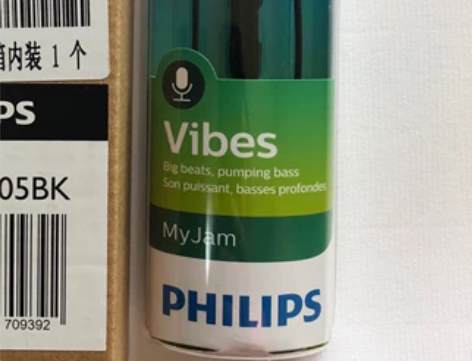 箱内装 1 个
PS
05BK
709392
Vibes
Big beats, pumping bass
Son puissant, basses profondes
MyJam
PHILIPS